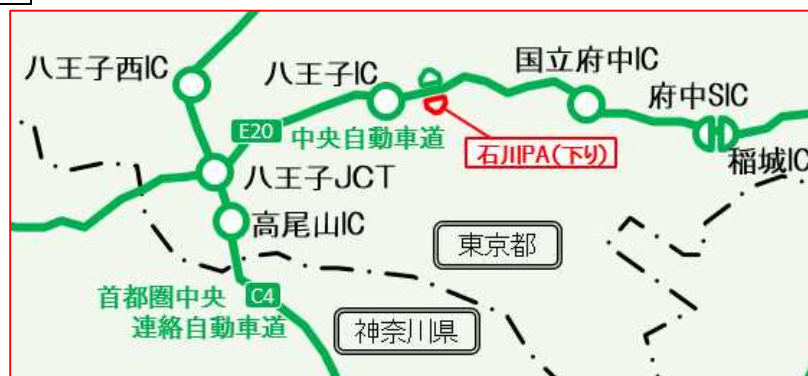 八王子西IC
八王子IC
国立府中IC
府中SIC
稲城IC
E20
中央自動車道
石川PA(下り)
八王子JCT
高尾山IC
東京都
首都圏中央
連絡自動車道
C4
神奈川県